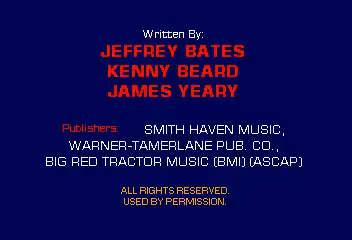 Written By:
JEFFREY BATES
KENNY BEARD
JAMES YEARY
Publishers: SMITH HAVEN MUSIC,
WARNER-TAMERLANE PUB. CO.,
BIG RED TRACTOR MUSIC (BMI) (ASCAP)
ALL RIGHTS RESERVED.
USED BY PERMISSION.